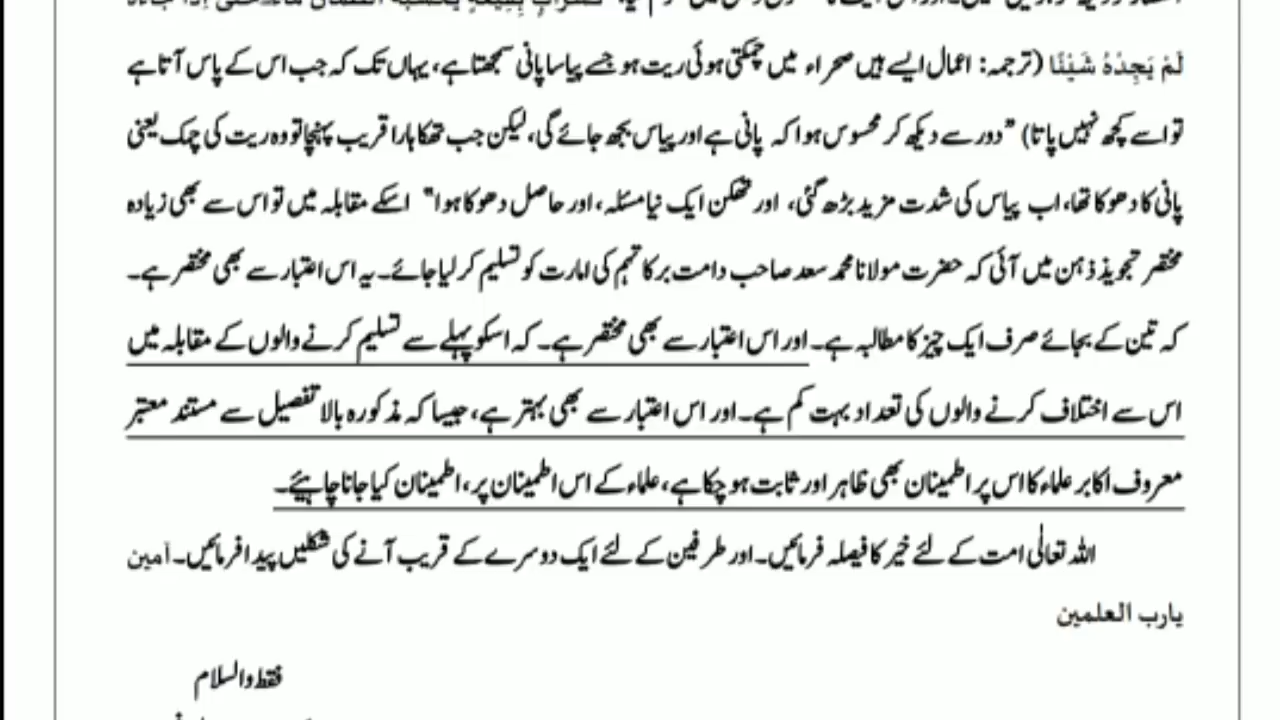 كَسَرَابٍ بِقِيعَةٍ يَحْسَبُهُ الظَّمْآنُ مَاءً حَتّٰى إِذَا جَاءَهُ
لَمْ يَجِدْهُ شَيْئًا (ترجمہ: اعمال ایسے ہیں صحراء میں چمکتی ہوئی ریت ہو جسے پیاسا پانی سمجھتا ہے، یہاں تک کہ جب اس کے پاس آتا ہے
تو اسے کچھ نہیں پاتا) "دور سے دیکھ کر محسوس ہوا کہ پانی ہے اور پیاس بجھ جائے گی، لیکن جب تھکا ہارا قریب پہنچا تو وہ ریت کی چمک یعنی
پانی کا دھوکا تھا، اب پیاس کی شدت مزید بڑھ گئی، اور تھکن ایک نیا مسئلہ، اور حاصل دھوکا ہوا" اسکے مقابلہ میں تو اس سے بھی زیادہ
مختصر تجویذ ذہن میں آئی کہ حضرت مولانا محمد سعد صاحب دامت برکاتہم کی امارت کو تسلیم کر لیا جائے۔ یہ اس اعتبار سے بھی مختصر ہے۔
کہ تین کے بجائے صرف ایک چیز کا مطالبہ ہے۔ اور اس اعتبار سے بھی مختصر ہے۔ کہ اسکو پہلے سے تسلیم کرنے والوں کے مقابلہ میں
اس سے اختلاف کرنے والوں کی تعداد بہت کم ہے۔ اور اس اعتبار سے بھی بہتر ہے، جیسا کہ مذکورہ بالا تفصیل سے مستند معتبر
معروف اکابر علماء کا اس پر اطمینان بھی ظاہر اور ثابت ہو چکا ہے، علماء کے اس اطمینان پر، اطمینان کیا جانا چاہیئے۔
اللہ تعالٰی امت کے لئے خیر کا فیصلہ فرمائیں۔ اور طرفین کے لئے ایک دوسرے کے قریب آنے کی شکلیں پیدا فرمائیں۔ آمین
یارب العلمین
فقط والسلام